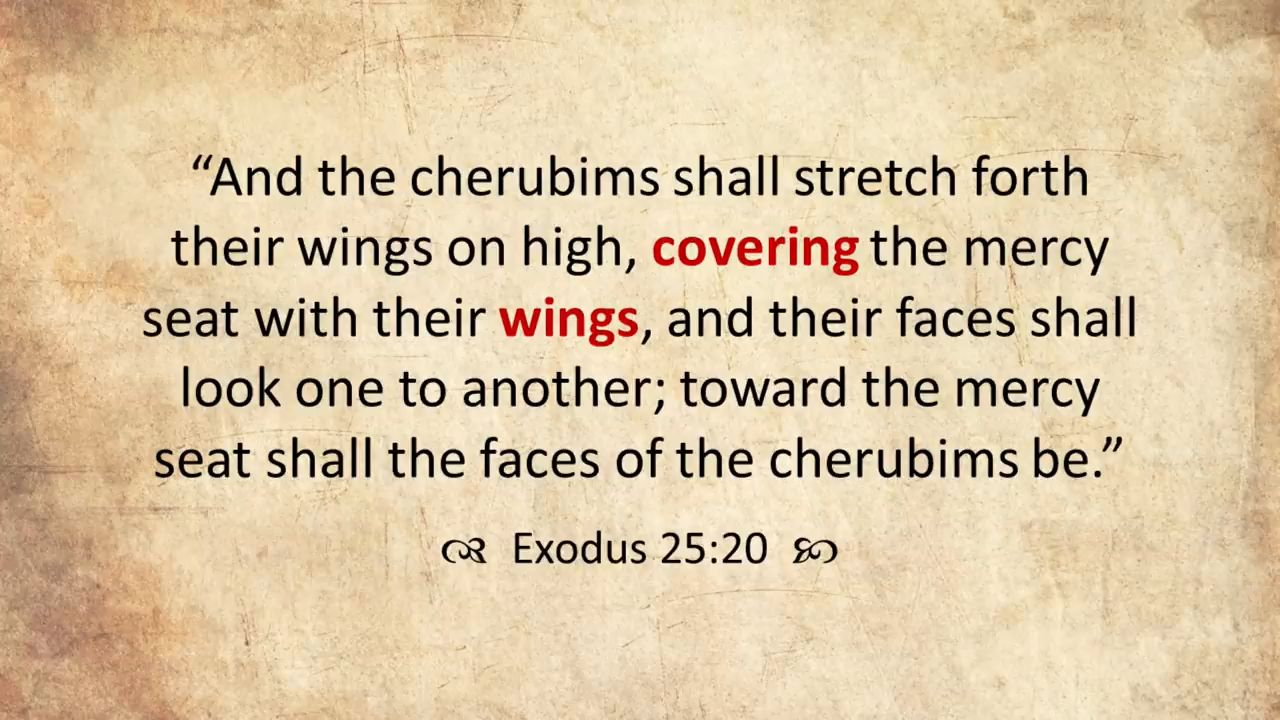 “And the cherubims shall stretch forth
their wings on high, covering the mercy
seat with their wings, and their faces shall
look one to another; toward the mercy
seat shall the faces of the cherubims be.”
Exodus 25:20